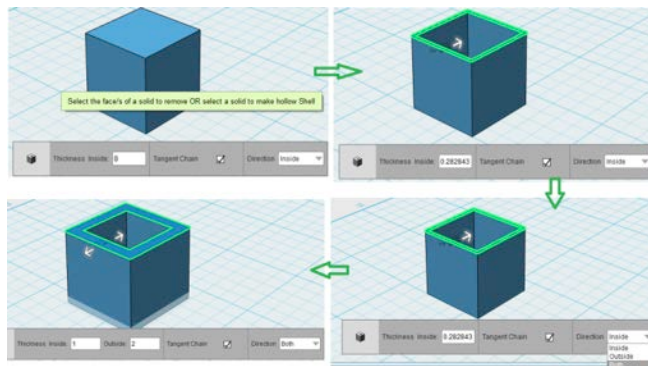 Select the face/s of a solid to remove OR select a solid to make hollow Shell
Thickness Inside: 0 Tangent Chain Direction Inside
Thickness Inside: 0.282843 Tangent Chain Direction Inside
Thickness Inside: 0.282843 Tangent Chain Direction Inside
Inside
Outside
Both
Thickness Inside: 1 Outside: 2 Tangent Chain Direction Both